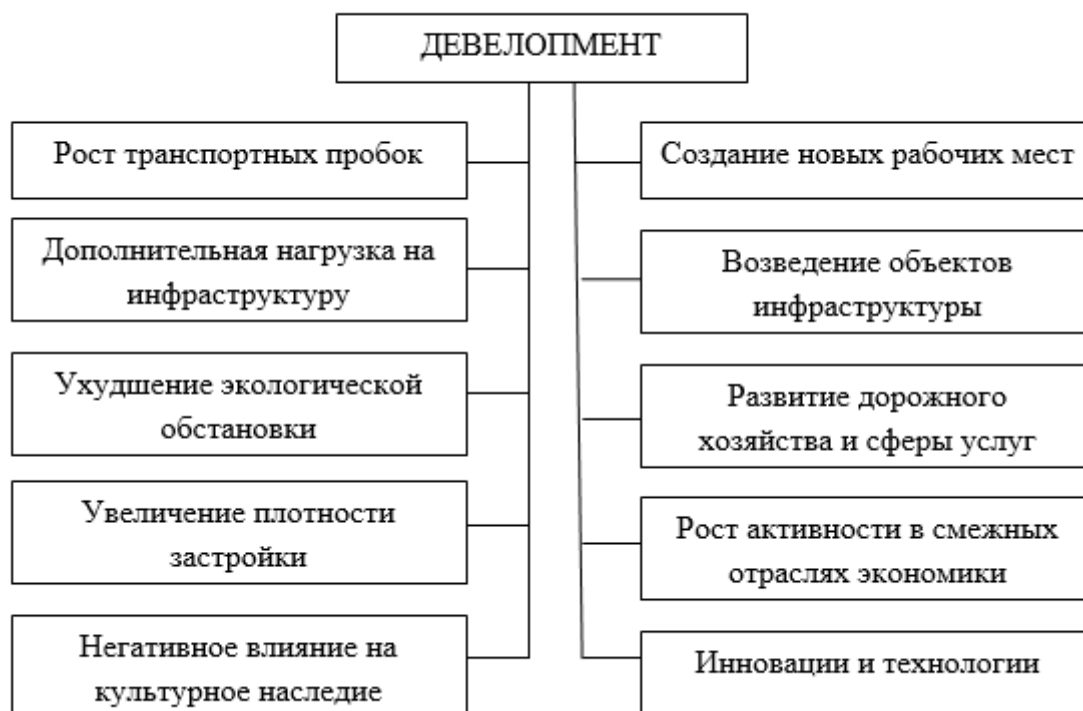 ДЕВЕЛОПМЕНТ
Рост транспортных пробок
Дополнительная нагрузка на
инфраструктуру
Ухудшение экологической
обстановки
Увеличение плотности
застройки
Негативное влияние на
культурное наследие
Создание новых рабочих мест
Возведение объектов
инфраструктуры
Развитие дорожного
хозяйства и сферы услуг
Рост активности в смежных
отраслях экономики
Инновации и технологии